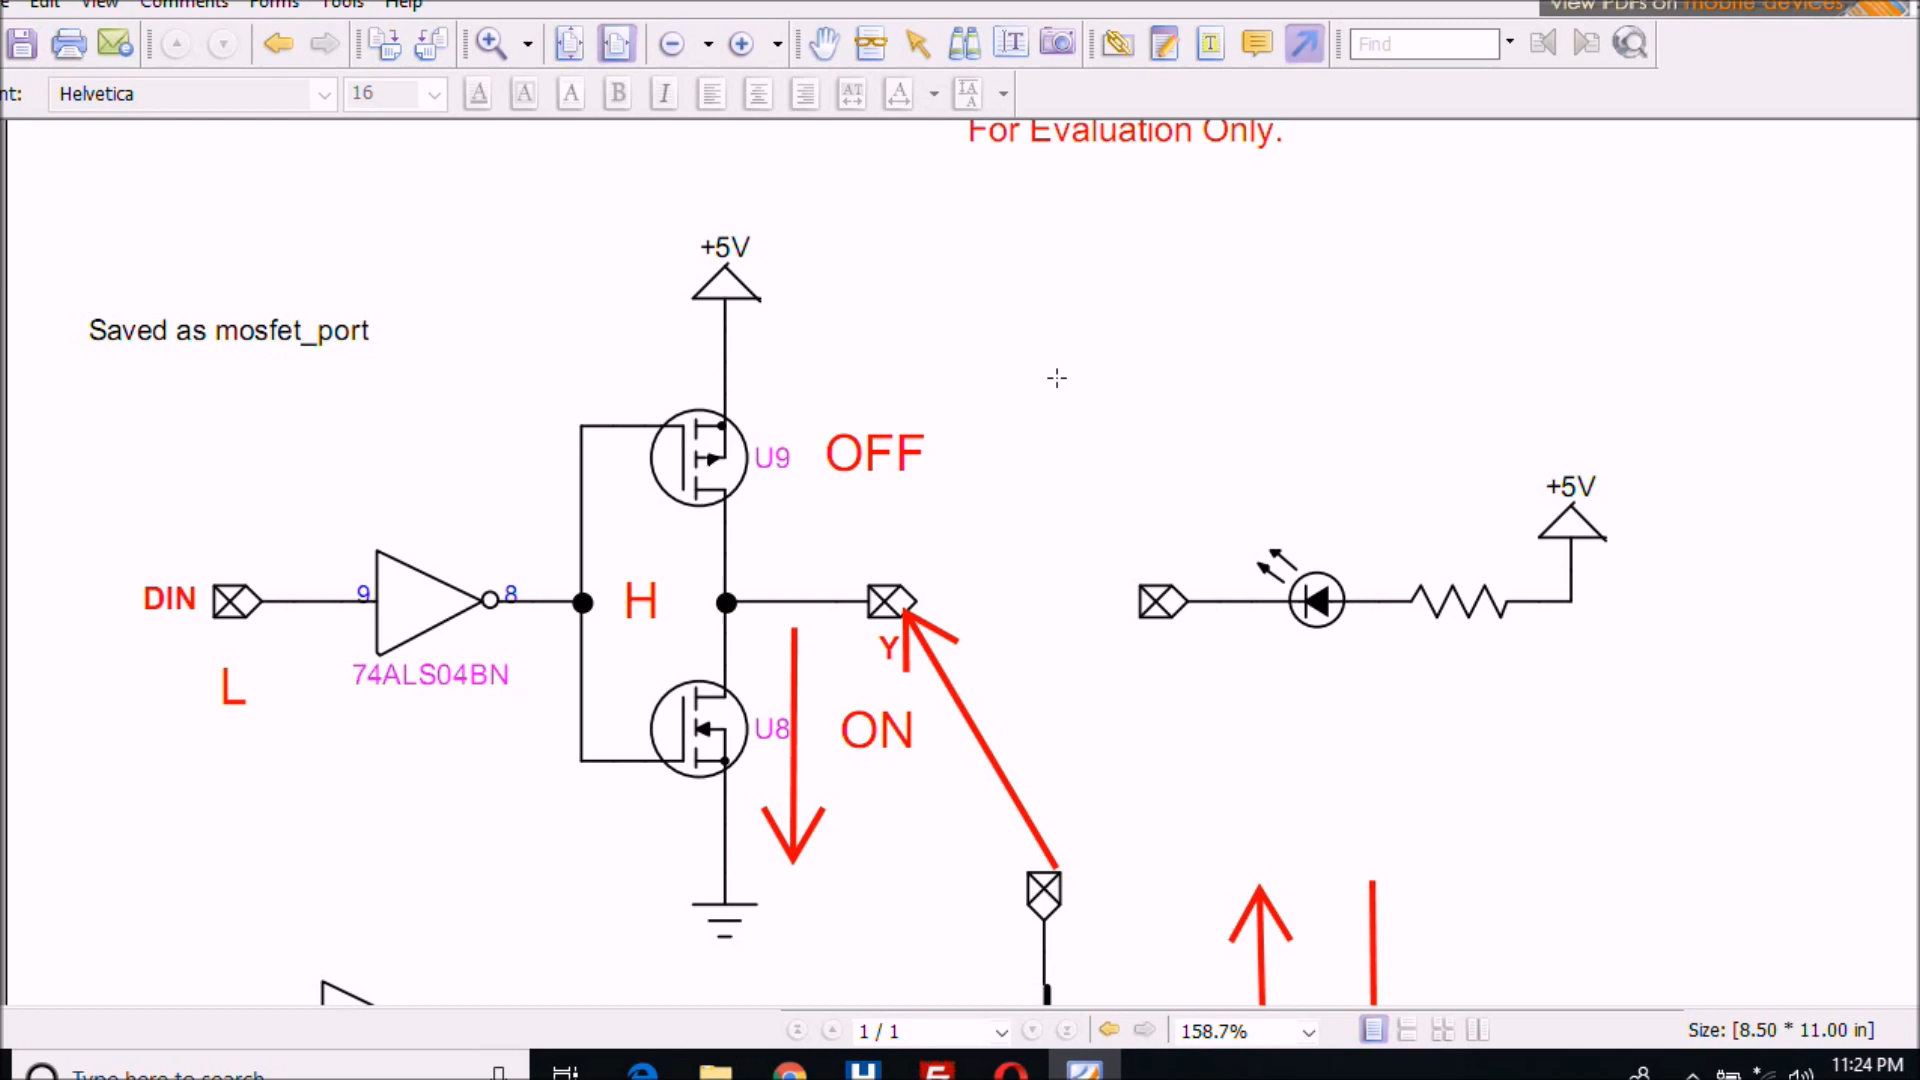 Edit View Comments Forms Tools Help
View PDFs on mobile devices
Find
nt: Helvetica 16
For Evaluation Only.
+5V
Saved as mosfet_port
U9 OFF
+5V
DIN 9 8 H
Y
74ALS04BN
L
U8 ON
1 / 1 158.7% Size: [8.50 * 11.00 in]
Type here to search 11:24 PM